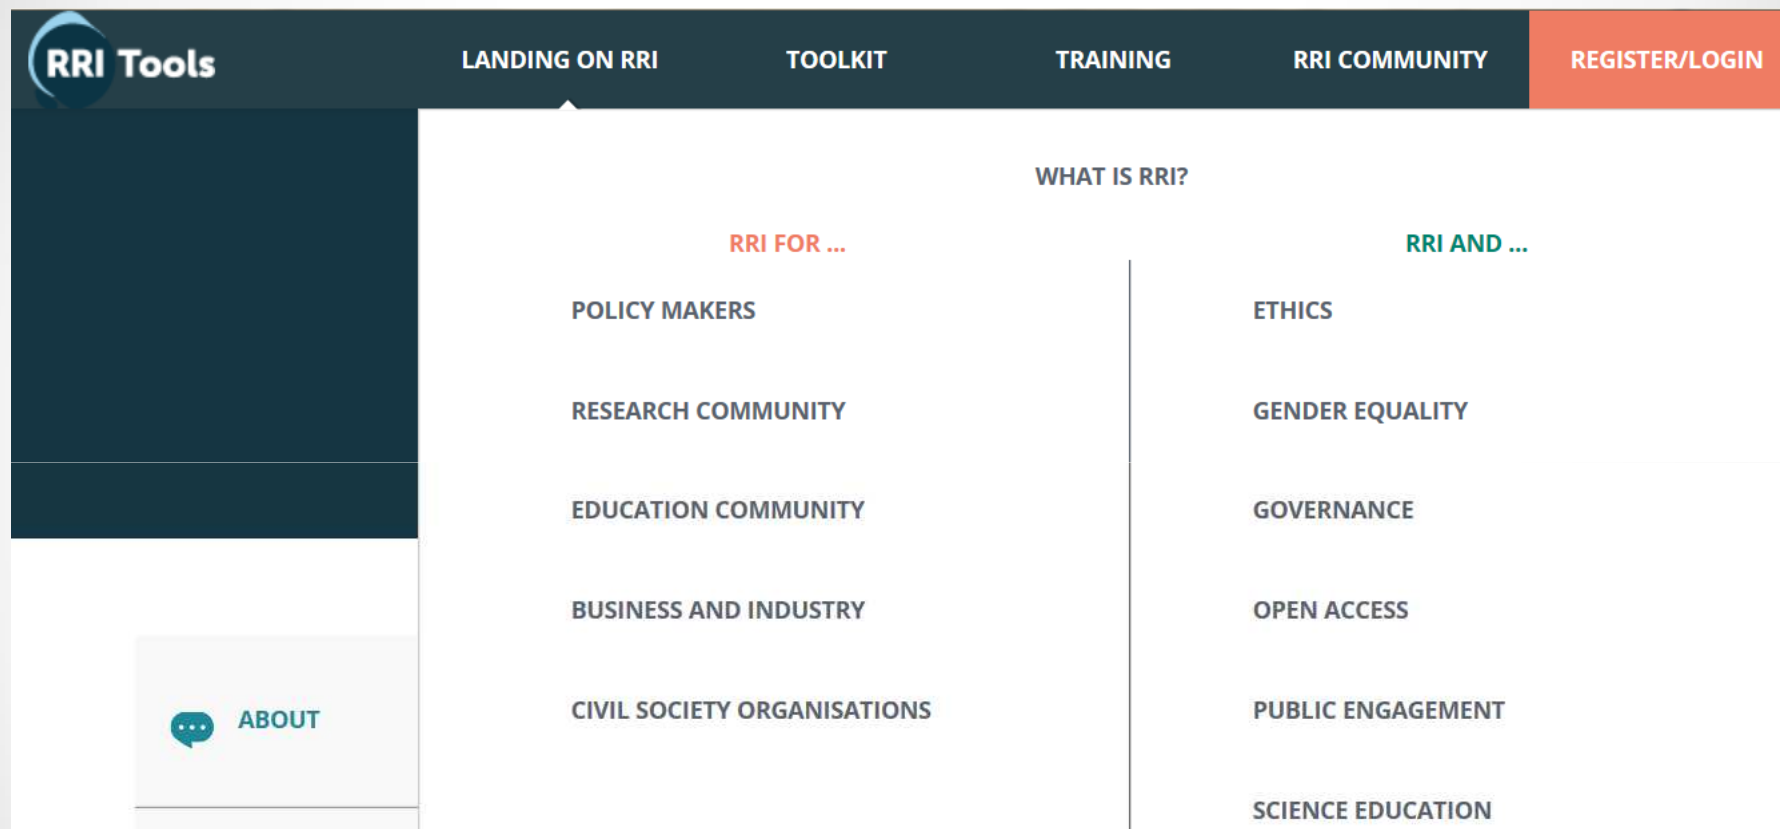 RRI Tools
LANDING ON RRI
TOOLKIT
TRAINING
RRI COMMUNITY
REGISTER/LOGIN
WHAT IS RRI?
RRI FOR ...
POLICY MAKERS
RESEARCH COMMUNITY
EDUCATION COMMUNITY
BUSINESS AND INDUSTRY
CIVIL SOCIETY ORGANISATIONS
RRI AND ...
ETHICS
GENDER EQUALITY
GOVERNANCE
OPEN ACCESS
PUBLIC ENGAGEMENT
SCIENCE EDUCATION
ABOUT